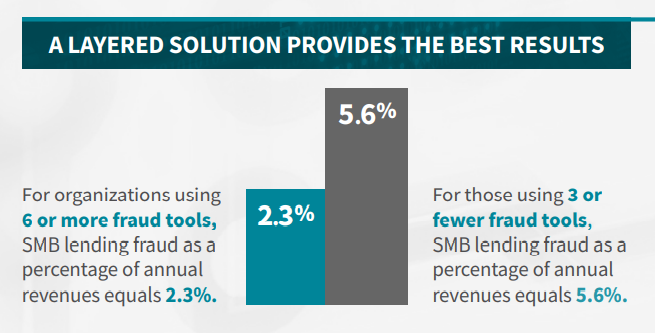 A LAYERED SOLUTION PROVIDES THE BEST RESULTS
For organizations using
6 or more fraud tools,
SMB lending fraud as a
percentage of annual
revenues equals 2.3%.
2.3%
5.6%
For those using 3 or
fewer fraud tools,
SMB lending fraud as a
percentage of annual
revenues equals 5.6%.